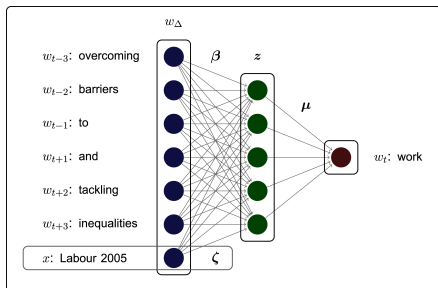 w_Δ
w_{t−3}: overcoming
β
z
w_{t−2}: barriers
μ
w_{t−1}: to
w_{t+1}: and
w_t: work
w_{t+2}: tackling
w_{t+3}: inequalities
x: Labour 2005
ζ